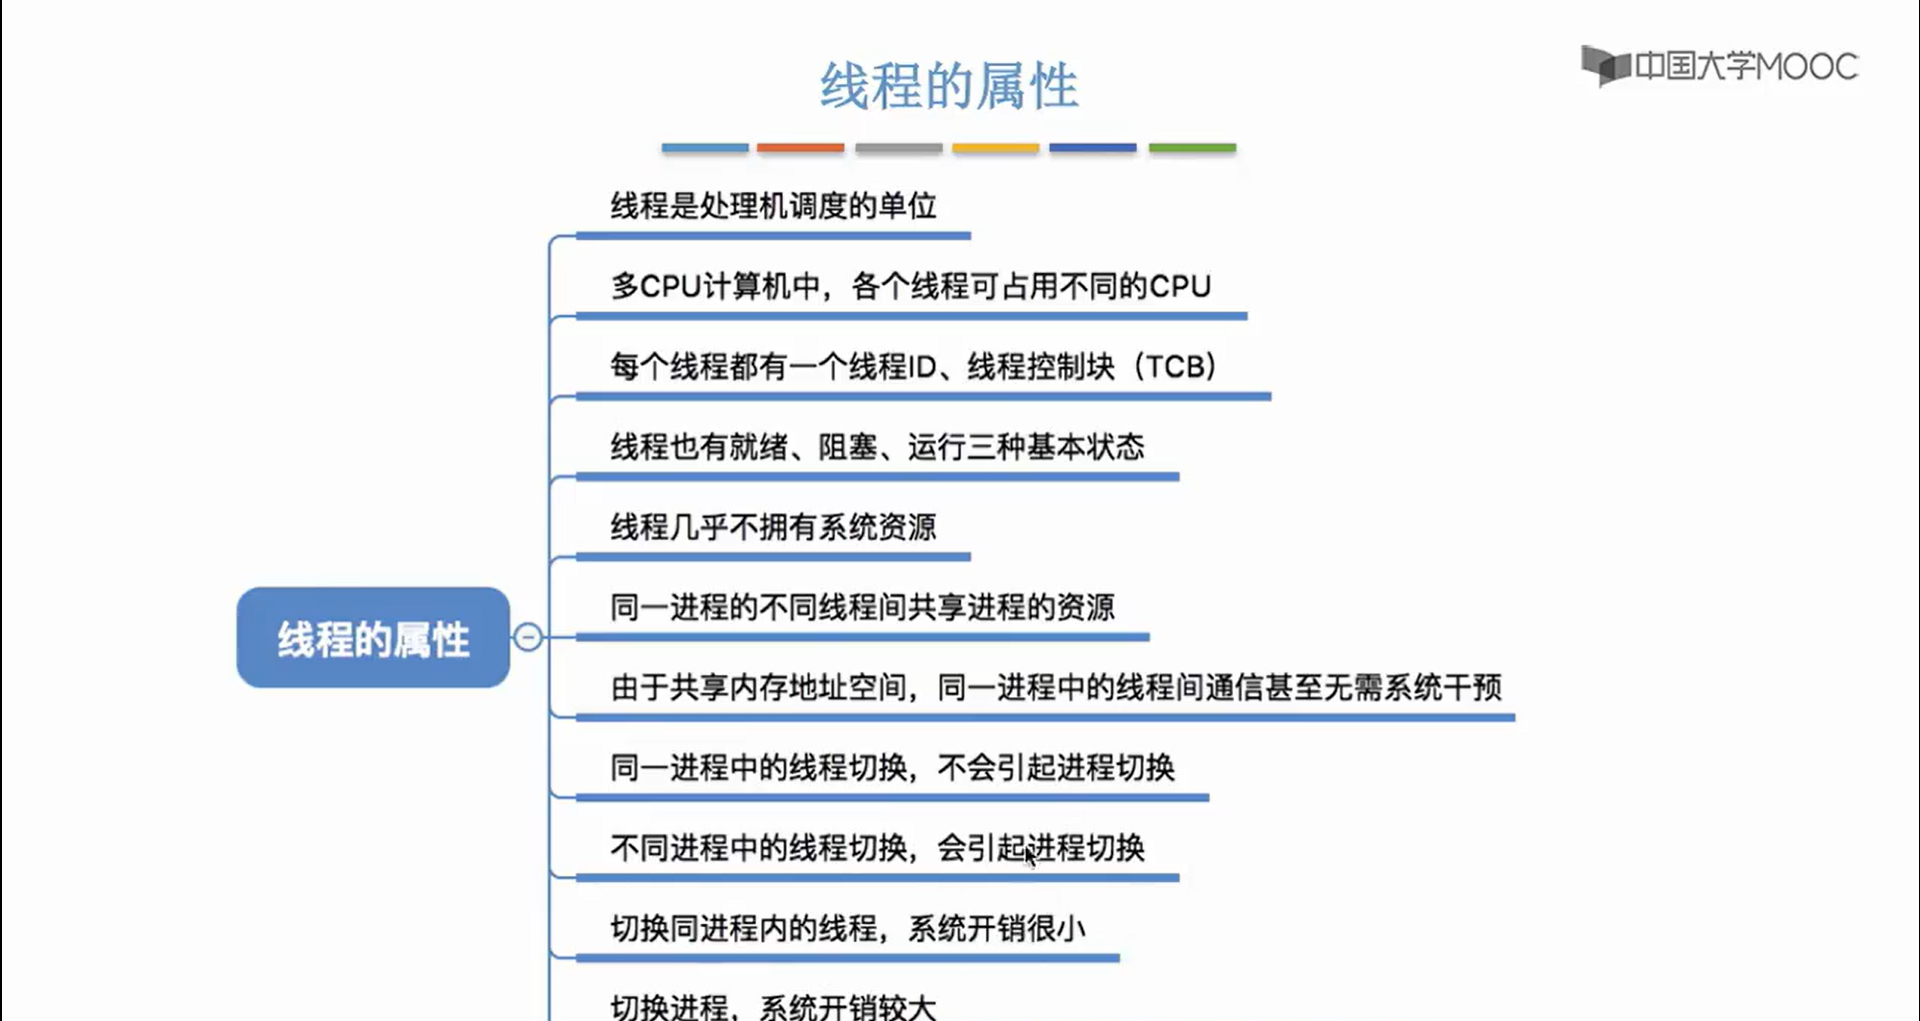 中国大学MOOC
线程的属性
线程是处理机调度的单位
多CPU计算机中，各个线程可占用不同的CPU
每个线程都有一个线程ID、线程控制块（TCB）
线程也有就绪、阻塞、运行三种基本状态
线程几乎不拥有系统资源
线程的属性
同一进程的不同线程间共享进程的资源
由于共享内存地址空间，同一进程中的线程间通信甚至无需系统干预
同一进程中的线程切换，不会引起进程切换
不同进程中的线程切换，会引起进程切换
切换同进程内的线程，系统开销很小
切换进程，系统开销较大